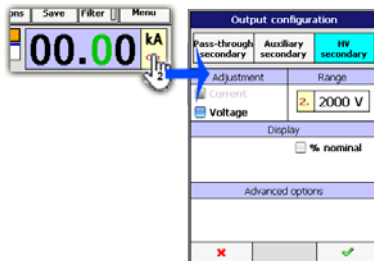 ons Save Filter Menu
00.00 kA
2
Output configuration
Pass-through secondary Auxiliary secondary HV secondary
Adjustment Range
Current
Voltage
2. 2000 V
Display
% nominal
Advanced options